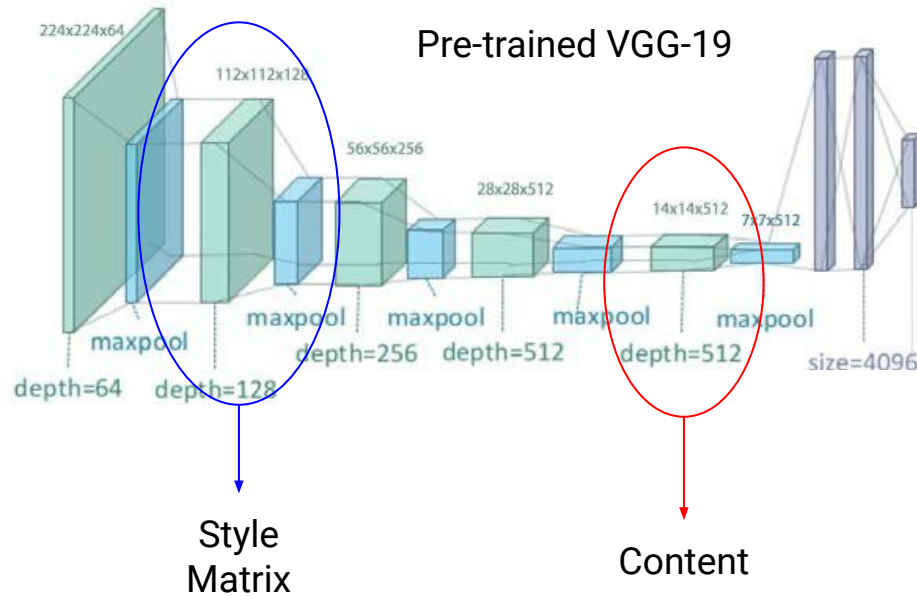 Pre-trained VGG-19
224x224x64
112x112x128
56x56x256
28x28x512
14x14x512
7x7x512
maxpool
maxpool
maxpool
maxpool
maxpool
depth=64
depth=128
depth=256
depth=512
depth=512
size=4096
Style
Matrix
Content